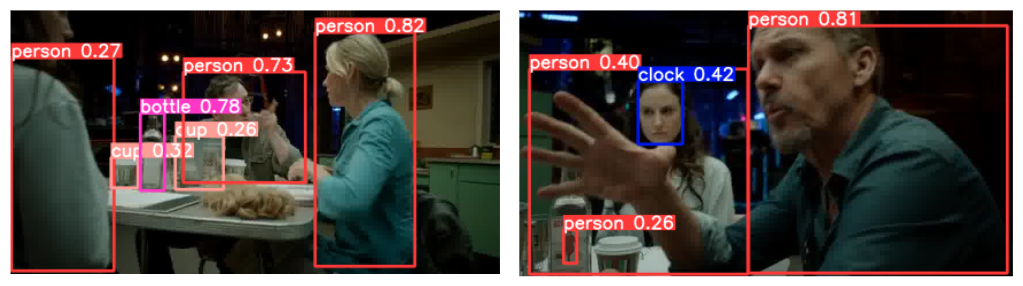 person 0.27
person 0.82
person 0.73
bottle 0.78
cup 0.26
cup 0.32
person 0.81
person 0.40
clock 0.42
person 0.26